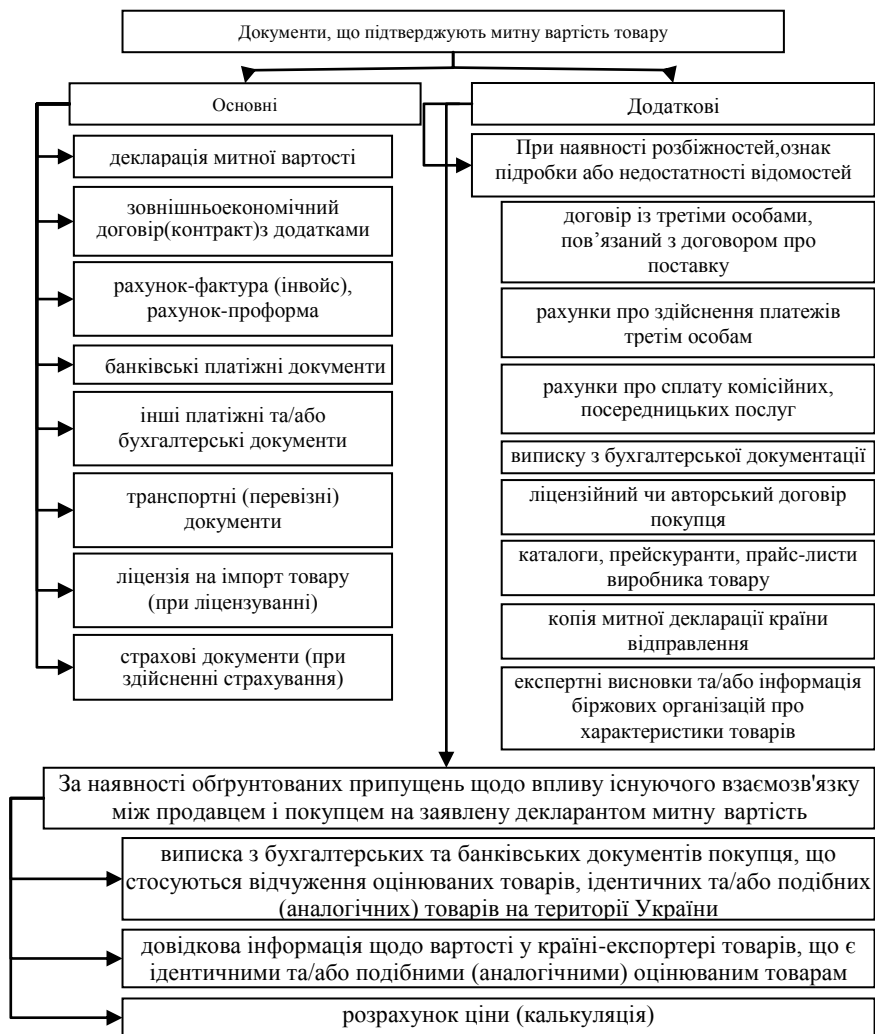 Документи, що підтверджують митну вартість товару
Основні
декларація митної вартості
зовнішньоекономічний
договір(контракт)з додатками
рахунок-фактура (інвойс),
рахунок-проформа
банківські платіжні документи
інші платіжні та/або
бухгалтерські документи
транспортні (перевізні)
документи
ліцензія на імпорт товару
(при ліцензуванні)
страхові документи (при
здійсненні страхування)
Додаткові
При наявності розбіжностей,ознак
підробки або недостатності відомостей
договір із третіми особами,
пов’язаний з договором про
поставку
рахунки про здійснення платежів
третім особам
рахунки про сплату комісійних,
посередницьких послуг
виписку з бухгалтерської документації
ліцензійний чи авторський договір
покупця
каталоги, прейскуранти, прайс-листи
виробника товару
копія митної декларації країни
відправлення
експертні висновки та/або інформація
біржових організацій про
характеристики товарів
За наявності обґрунтованих припущень щодо впливу існуючого взаємозв'язку
між продавцем і покупцем на заявлену декларантом митну вартість
виписка з бухгалтерських та банківських документів покупця, що
стосуються відчуження оцінюваних товарів, ідентичних та/або подібних
(аналогічних) товарів на території України
довідкова інформація щодо вартості у країні-експортері товарів, що є
ідентичними та/або подібними (аналогічними) оцінюваним товарам
розрахунок ціни (калькуляція)